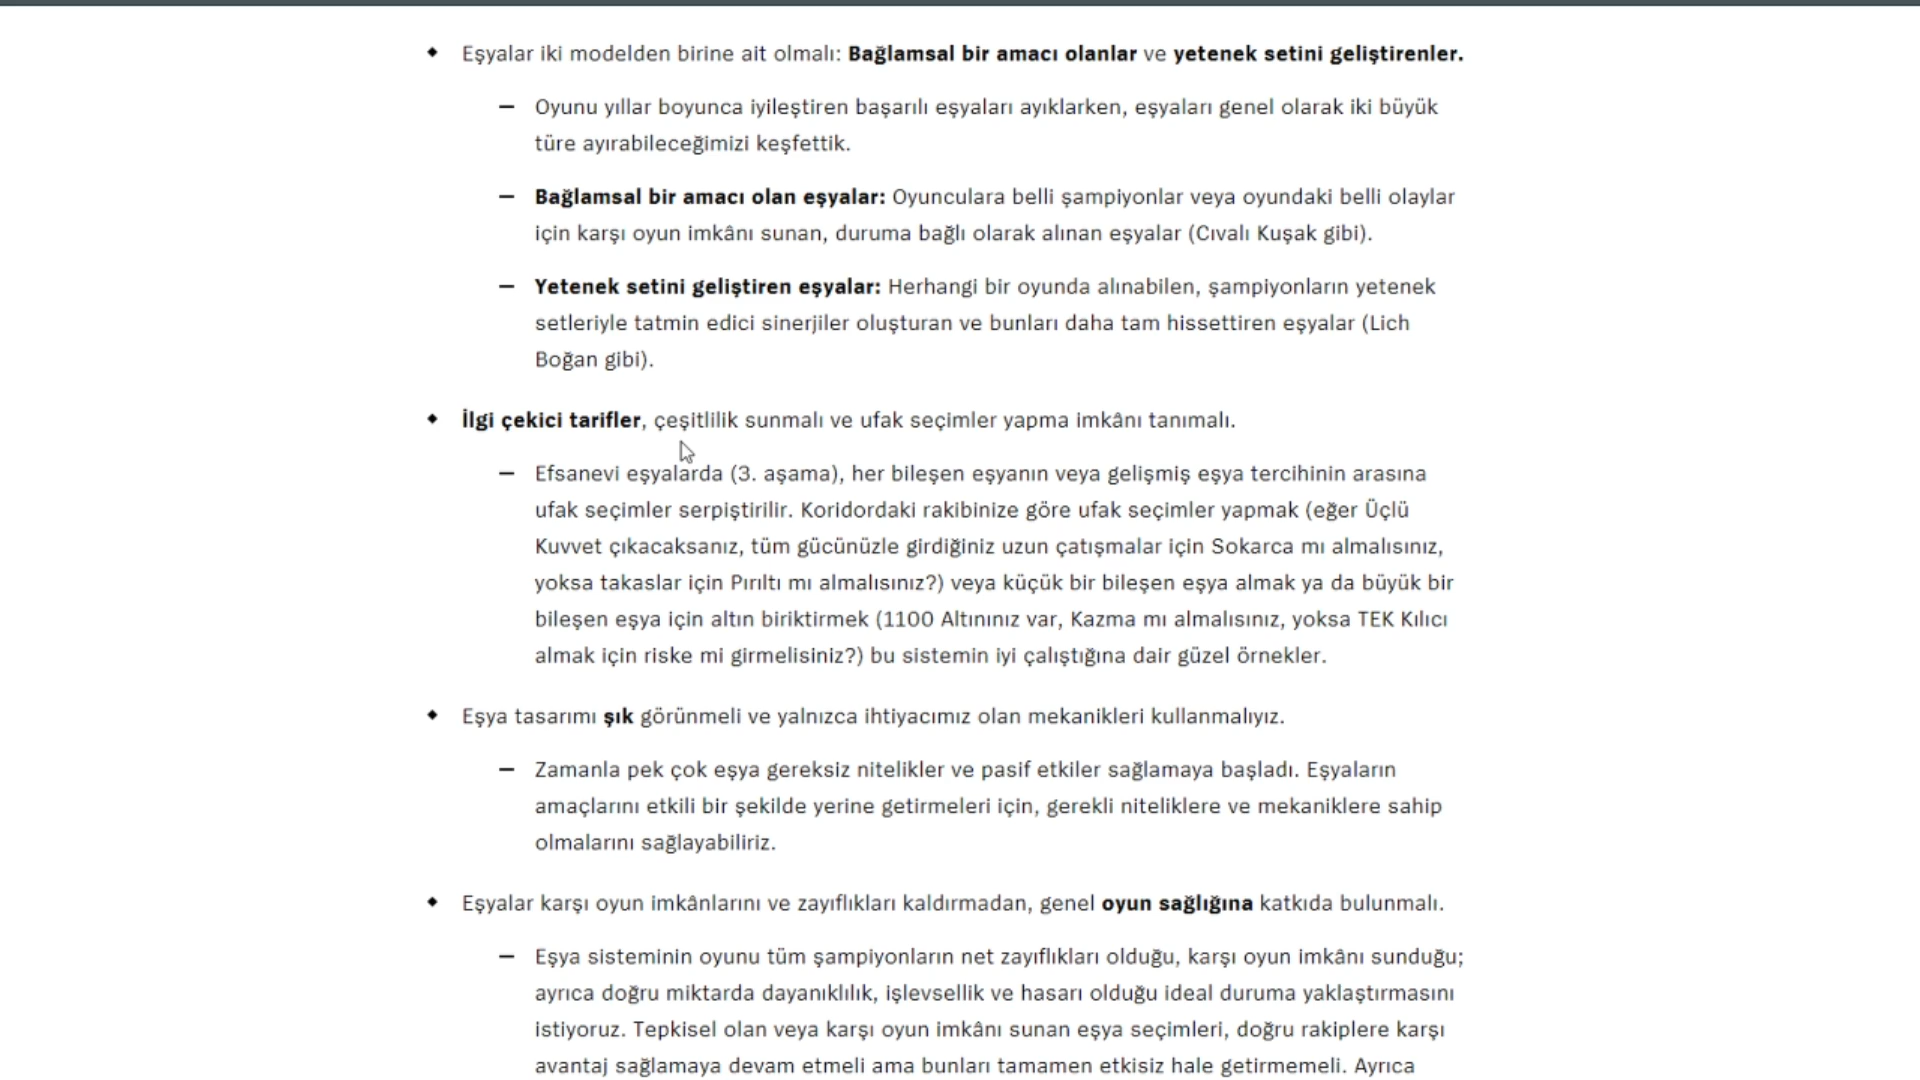 ◆ Eşyalar iki modelden birine ait olmalı: Bağlamsal bir amacı olanlar ve yetenek setini geliştirenler.
— Oyunu yıllar boyunca iyileştiren başarılı eşyaları ayıklarken, eşyaları genel olarak iki büyük
türe ayırabileceğimizi keşfettik.
— Bağlamsal bir amacı olan eşyalar: Oyunculara belli şampiyonlar veya oyundaki belli olaylar
için karşı oyun imkânı sunan, duruma bağlı olarak alınan eşyalar (Cıvalı Kuşak gibi).
— Yetenek setini geliştiren eşyalar: Herhangi bir oyunda alınabilen, şampiyonların yetenek
setleriyle tatmin edici sinerjiler oluşturan ve bunları daha tam hissettiren eşyalar (Lich
Boğan gibi).
◆ İlgi çekici tarifler, çeşitlilik sunmalı ve ufak seçimler yapma imkânı tanımalı.
— Efsanevi eşyalarda (3. aşama), her bileşen eşyanın veya gelişmiş eşya tercihinin arasına
ufak seçimler serpiştirilir. Koridordaki rakibinize göre ufak seçimler yapmak (eğer Üçlü
Kuvvet çıkacaksanız, tüm gücünüzle girdiğiniz uzun çatışmalar için Sokarca mı almalısınız,
yoksa takaslar için Pırıltı mı almalısınız?) veya küçük bir bileşen eşya almak ya da büyük bir
bileşen eşya için altın biriktirmek (1100 Altınınız var, Kazma mı almalısınız, yoksa TEK Kılıcı
almak için riske mi girmelisiniz?) bu sistemin iyi çalıştığına dair güzel örnekler.
◆ Eşya tasarımı şık görünmeli ve yalnızca ihtiyacımız olan mekanikleri kullanmalıyız.
— Zamanla pek çok eşya gereksiz nitelikler ve pasif etkiler sağlamaya başladı. Eşyaların
amaçlarını etkili bir şekilde yerine getirmeleri için, gerekli niteliklere ve mekaniklere sahip
olmalarını sağlayabiliriz.
◆ Eşyalar karşı oyun imkânlarını ve zayıflıkları kaldırmadan, genel oyun sağlığına katkıda bulunmalı.
— Eşya sisteminin oyunu tüm şampiyonların net zayıflıkları olduğu, karşı oyun imkânı sunduğu;
ayrıca doğru miktarda dayanıklılık, işlevsellik ve hasarı olduğu ideal duruma yaklaştırmasını
istiyoruz. Tepkisel olan veya karşı oyun imkânı sunan eşya seçimleri, doğru rakiplere karşı
avantaj sağlamaya devam etmeli ama bunları tamamen etkisiz hale getirmemeli. Ayrıca